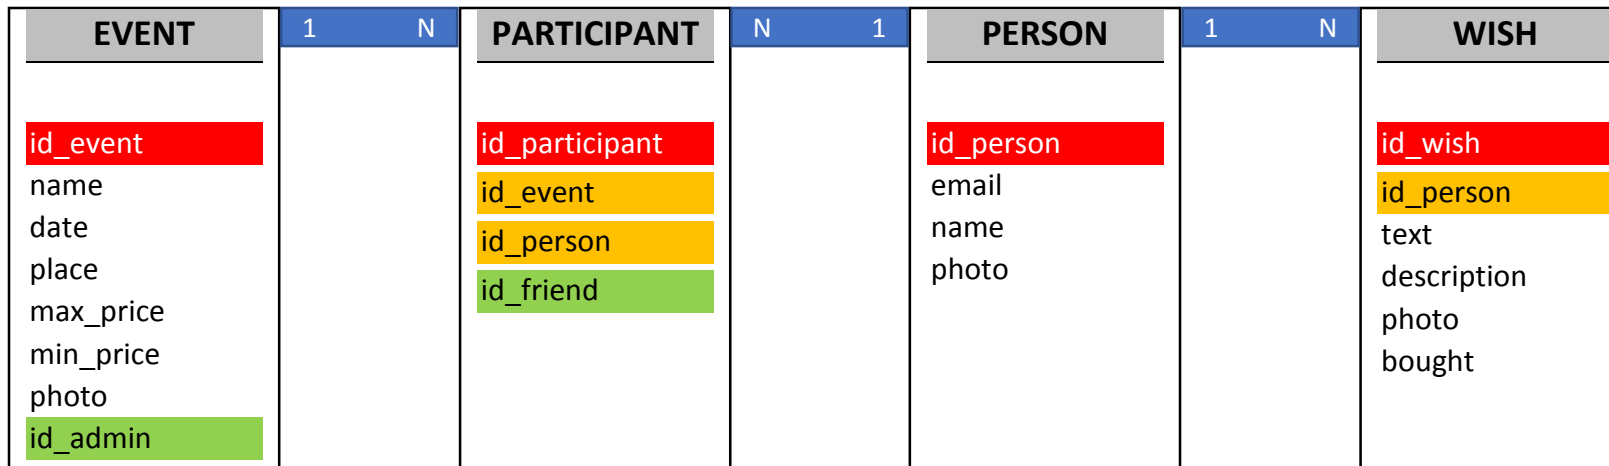 EVENT 1 N PARTICIPANT N 1 PERSON 1 N WISH
id_event id_participant id_person id_wish
name id_event email id_person
date id_person name text
place id_friend photo description
max_price photo
min_price bought
photo
id_admin